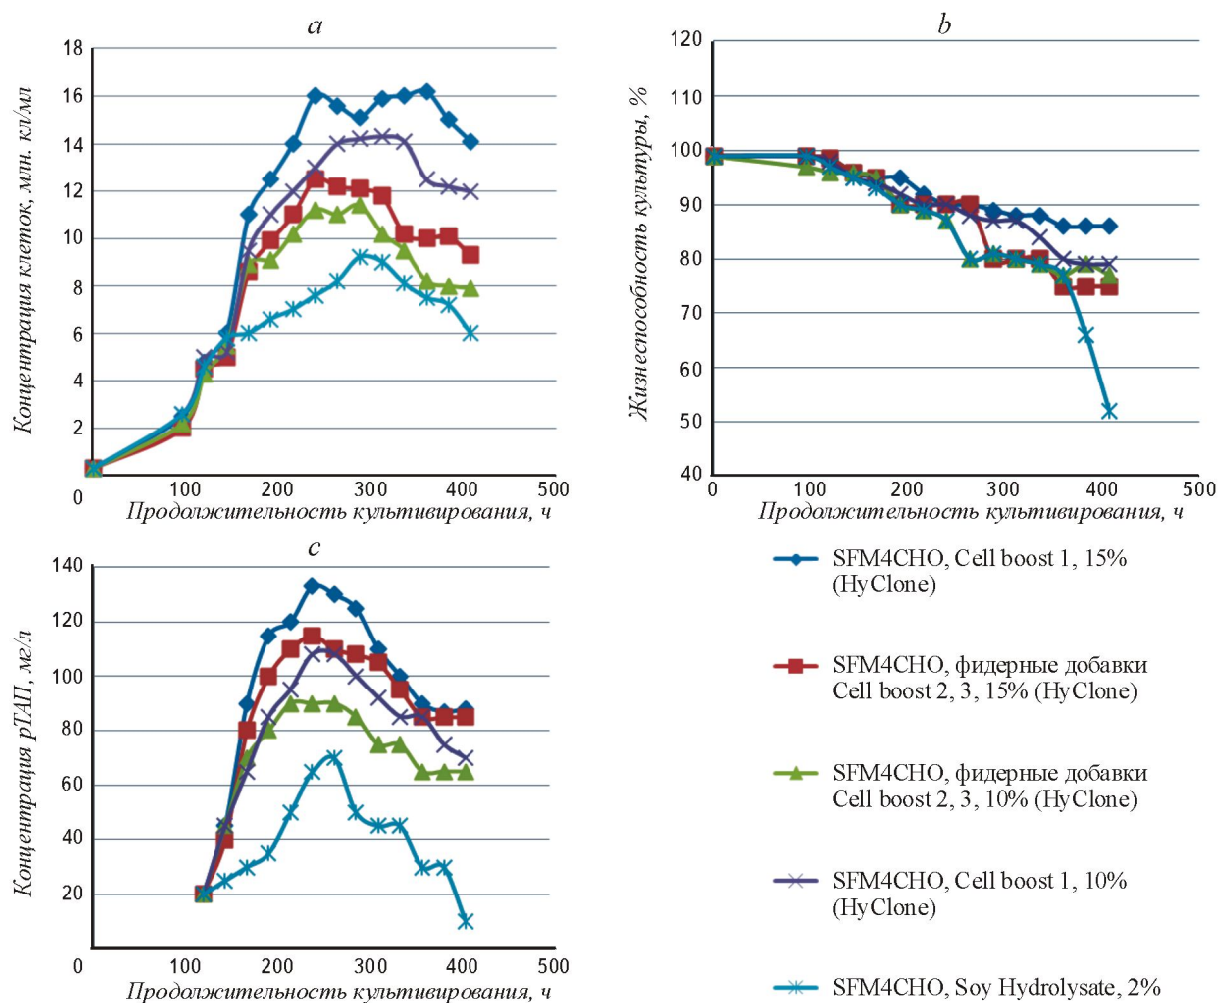 a
18
16
14
12
10
8
6
4
2
0
100
200
300
400
500
Концентрация клеток, млн. кл/мл
Продолжительность культивирования, ч
b
120
110
100
90
80
70
60
50
40
0
100
200
300
400
500
Жизнеспособность культуры, %
Продолжительность культивирования, ч
c
140
120
100
80
60
40
20
0
100
200
300
400
500
Концентрация рТАП, мг/л
Продолжительность культивирования, ч
SFM4CHO, Cell boost 1, 15%
(HyClone)
SFM4CHO, фидерные добавки
Cell boost 2, 3, 15% (HyClone)
SFM4CHO, фидерные добавки
Cell boost 2, 3, 10% (HyClone)
SFM4CHO, Cell boost 1, 10%
(HyClone)
SFM4CHO, Soy Hydrolysate, 2%